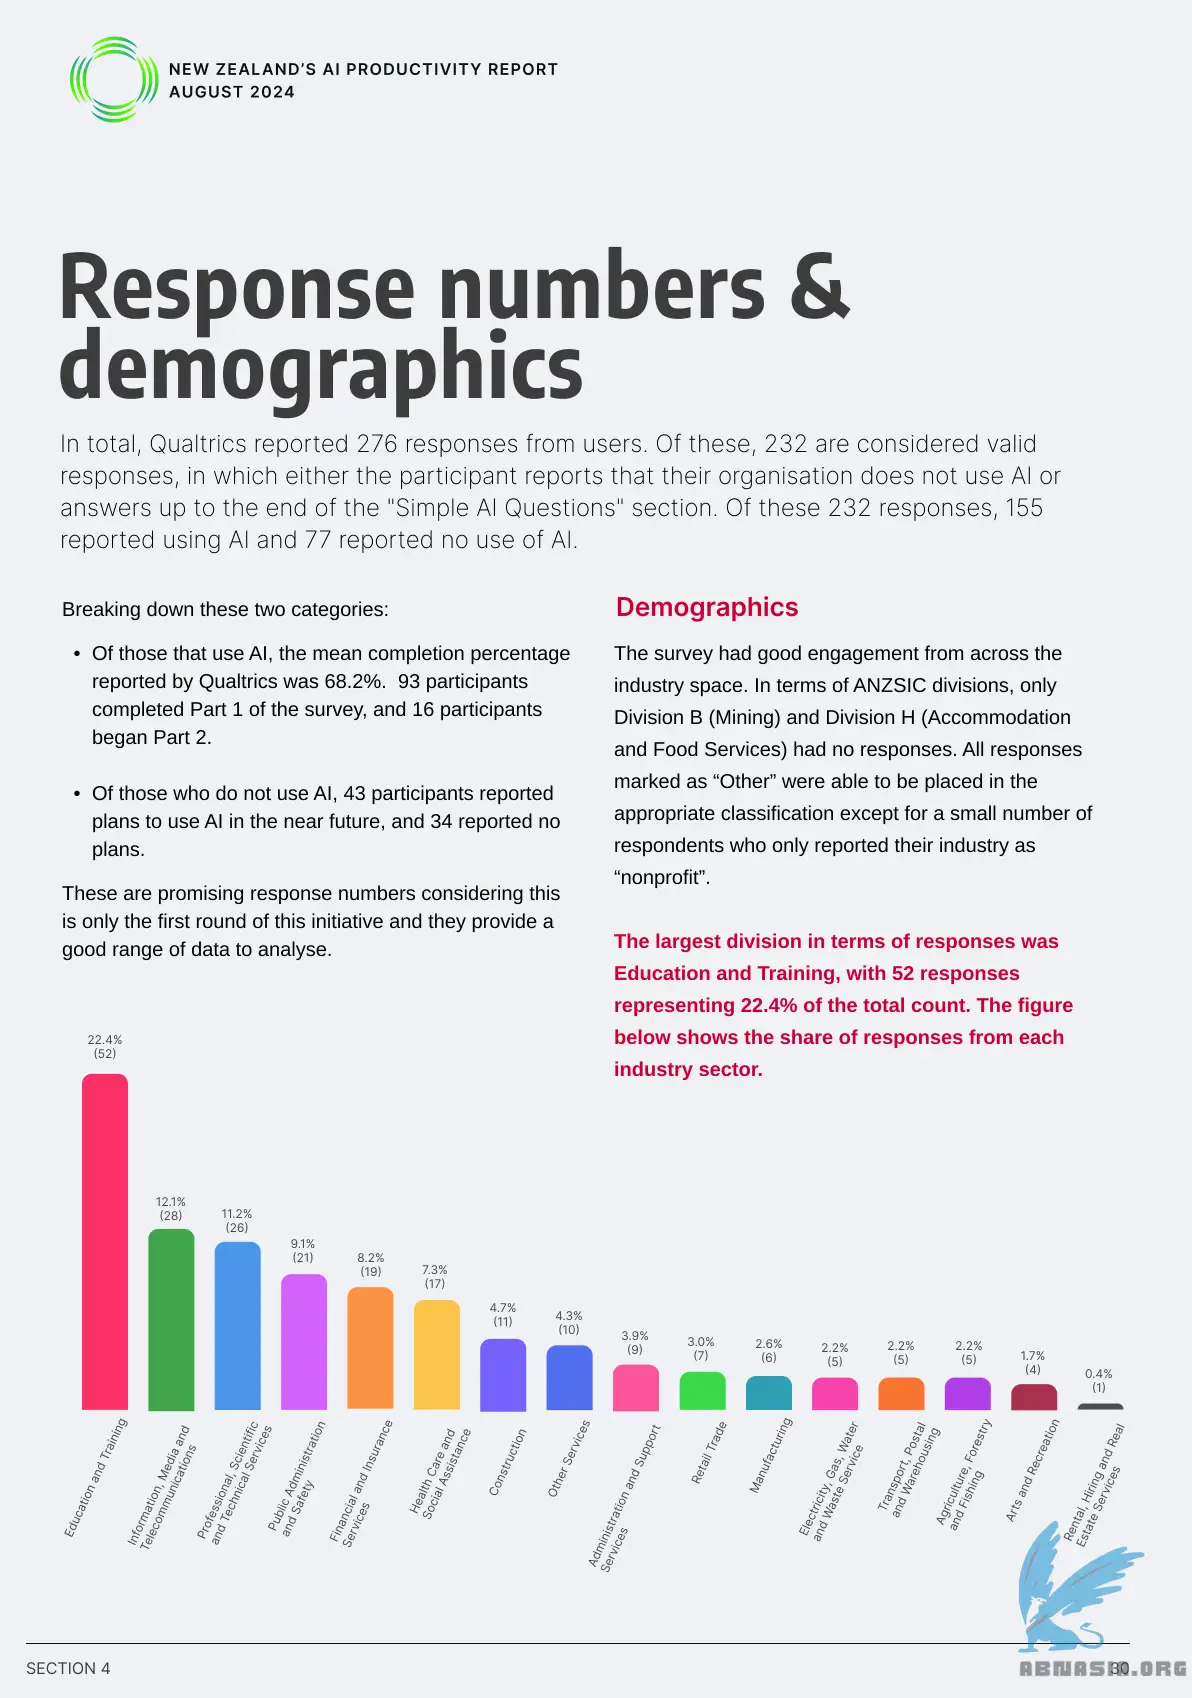 NEW ZEALAND’S AI PRODUCTIVITY REPORT
AUGUST 2024
Response numbers &
demographics
In total, Qualtrics reported 276 responses from users. Of these, 232 are considered valid
responses, in which either the participant reports that their organisation does not use AI or
answers up to the end of the "Simple AI Questions" section. Of these 232 responses, 155
reported using AI and 77 reported no use of AI.
Breaking down these two categories:
• Of those that use AI, the mean completion percentage
reported by Qualtrics was 68.2%.  93 participants
completed Part 1 of the survey, and 16 participants
began Part 2.
• Of those who do not use AI, 43 participants reported
plans to use AI in the near future, and 34 reported no
plans.
These are promising response numbers considering this
is only the first round of this initiative and they provide a
good range of data to analyse.
Demographics
The survey had good engagement from across the
industry space. In terms of ANZSIC divisions, only
Division B (Mining) and Division H (Accommodation
and Food Services) had no responses. All responses
marked as “Other” were able to be placed in the
appropriate classification except for a small number of
respondents who only reported their industry as
“nonprofit”.
The largest division in terms of responses was
Education and Training, with 52 responses
representing 22.4% of the total count. The figure
below shows the share of responses from each
industry sector.
22.4%
(52)
12.1%
(28)
11.2%
(26)
9.1%
(21)
8.2%
(19)
7.3%
(17)
4.7%
(11)
4.3%
(10)
3.9%
(9)
3.0%
(7)
2.6%
(6)
2.2%
(5)
2.2%
(5)
2.2%
(5)
1.7%
(4)
0.4%
(1)
Education and Training
Information, Media and
Telecommunications
Professional, Scientific
and Technical Services
Public Administration
and Safety
Financial and Insurance
Services
Health Care and
Social Assistance
Construction
Other Services
Administration and Support
Services
Retail Trade
Manufacturing
Electricity, Gas, Water
and Waste Service
Transport, Postal
and Warehousing
Agriculture, Forestry
and Fishing
Arts and Recreation
Rental, Hiring and Real
Estate Services
SECTION 4
30
ABNASIA.ORG